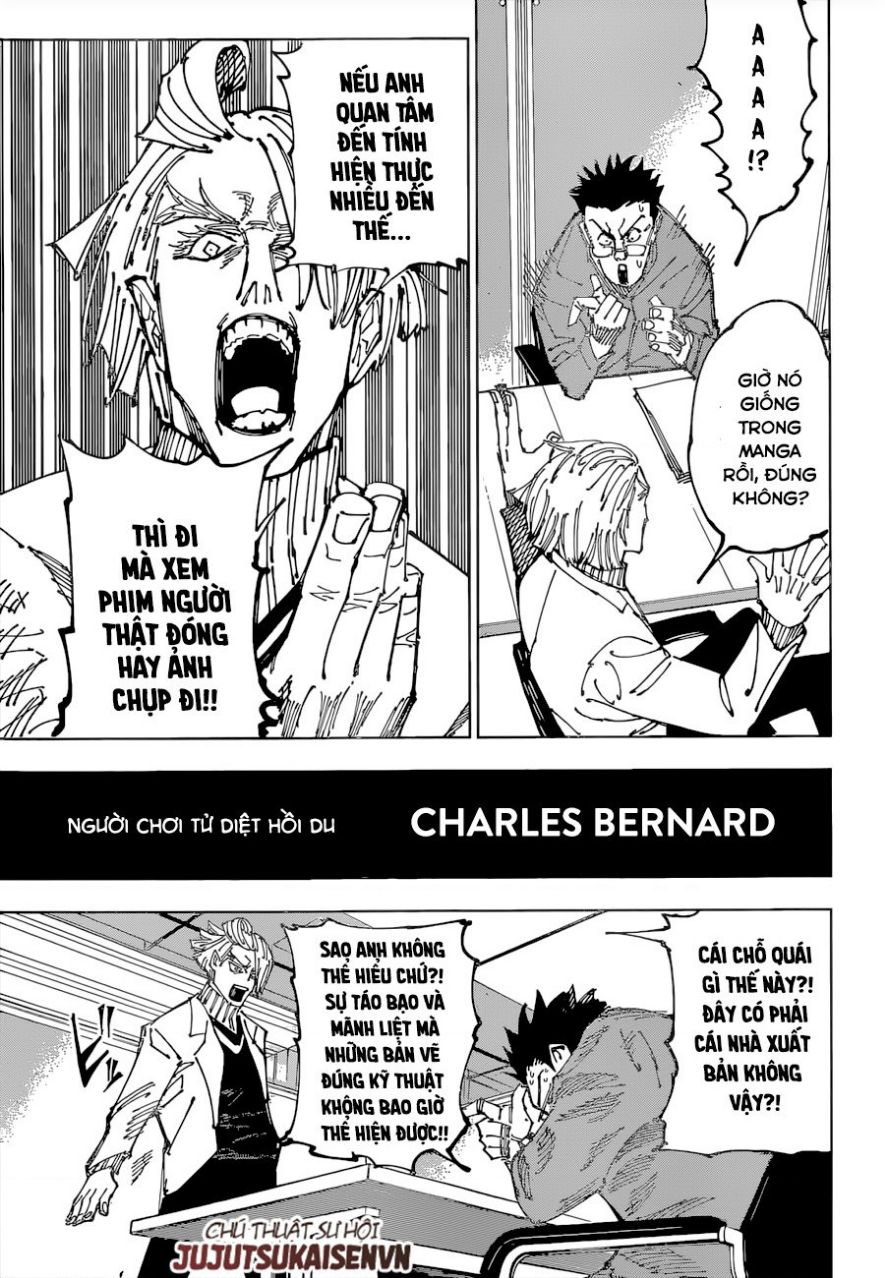 A
A
A
A
!?
GIỜ NÓ
GIỐNG
TRONG
MANGA
RỒI, ĐÚNG
KHÔNG?
NẾU ANH
QUAN TÂM
ĐẾN TÍNH
HIỆN THỰC
NHIỀU ĐẾN
THẾ...
THÌ ĐI
MÀ XEM
PHIM NGƯỜI
THẬT ĐÓNG
HAY ẢNH
CHỤP ĐI!!
NGƯỜI CHƠI TỬ DIỆT HỒI DU
CHARLES BERNARD
CÁI CHỖ QUÁI
GÌ THẾ NÀY?!
ĐÂY CÓ PHẢI
CÁI NHÀ XUẤT
BẢN KHÔNG
VẬY?!
SAO ANH KHÔNG
THỂ HIỂU CHỨ?!
SỰ TÁO BẠO VÀ
MÃNH LIỆT MÀ
NHỮNG BẢN VẼ
ĐÚNG KỸ THUẬT
KHÔNG BAO GIỜ
THỂ HIỆN ĐƯỢC!!
CHÚ THUẬT SƯ HỒI
JUJUTSUKAISENVN